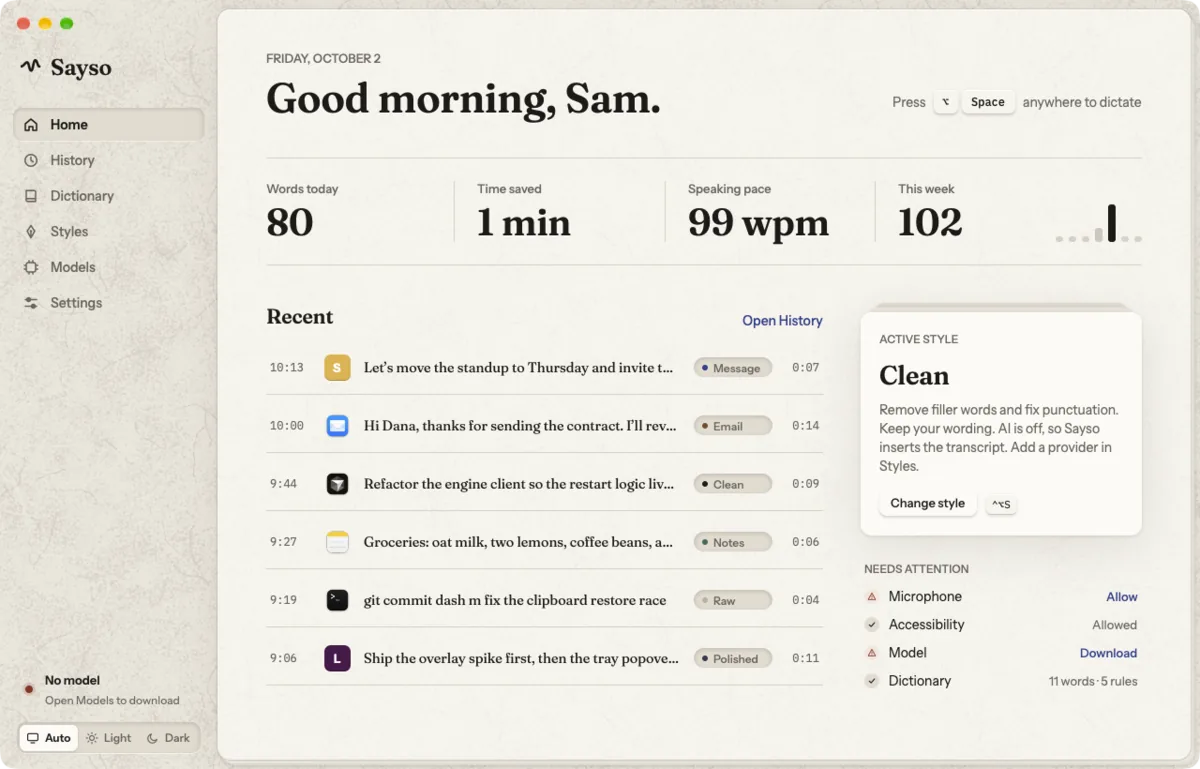 Sayso
Home
History
Dictionary
Styles
Models
Settings
No model
Open Models to download
Auto
Light
Dark
FRIDAY, OCTOBER 2
Good morning, Sam.
Press ⌥ Space anywhere to dictate
Words today
80
Time saved
1 min
Speaking pace
99 wpm
This week
102
Recent
Open History
10:13 S Let’s move the standup to Thursday and invite t... Message 0:07
10:00 Hi Dana, thanks for sending the contract. I’ll rev... Email 0:14
9:44 Refactor the engine client so the restart logic liv... Clean 0:09
9:27 Groceries: oat milk, two lemons, coffee beans, a... Notes 0:06
9:19 >_ git commit dash m fix the clipboard restore race Raw 0:04
9:06 L Ship the overlay spike first, then the tray popove... Polished 0:11
ACTIVE STYLE
Clean
Remove filler words and fix punctuation.
Keep your wording. AI is off, so Sayso
inserts the transcript. Add a provider in
Styles.
Change style ^⌥S
NEEDS ATTENTION
Microphone Allow
Accessibility Allowed
Model Download
Dictionary 11 words · 5 rules